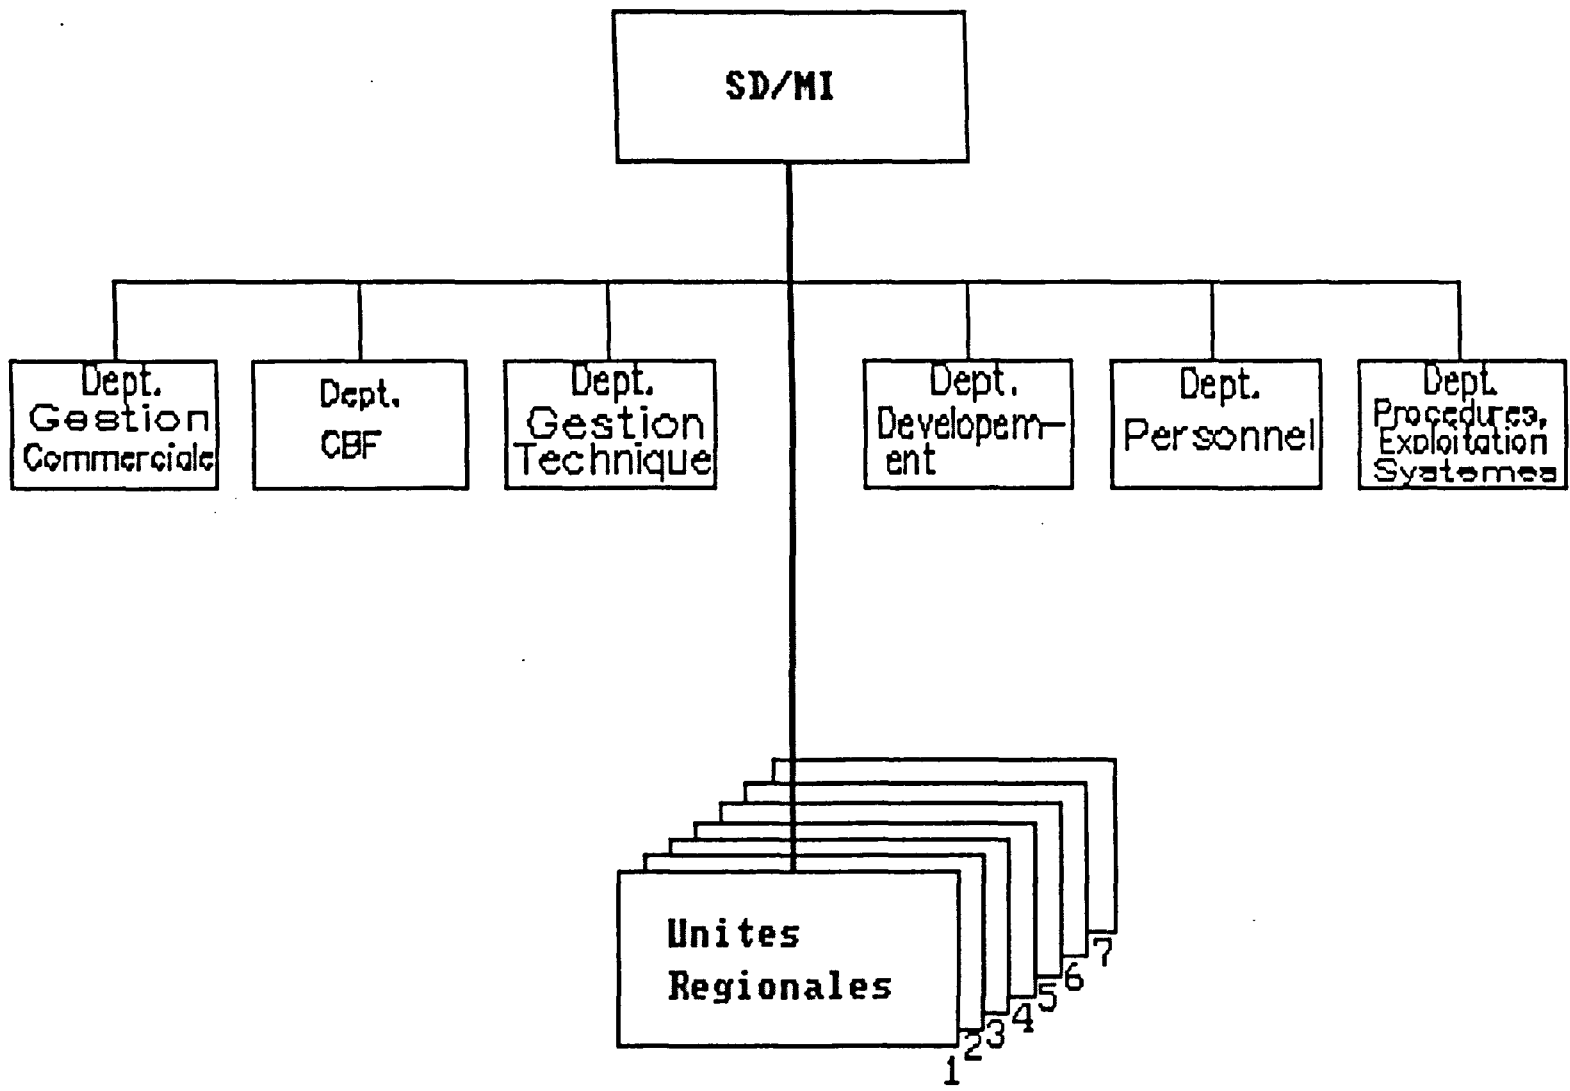 SD/MI
Dept.
Gestion
Commerciale
Dept.
CBF
Dept.
Gestion
Technique
Dept.
Developem-
ent
Dept.
Personnel
Dept.
Procedures,
Exploitation
Systemes
Unites
Regionales
1
2
3
4
5
6
7